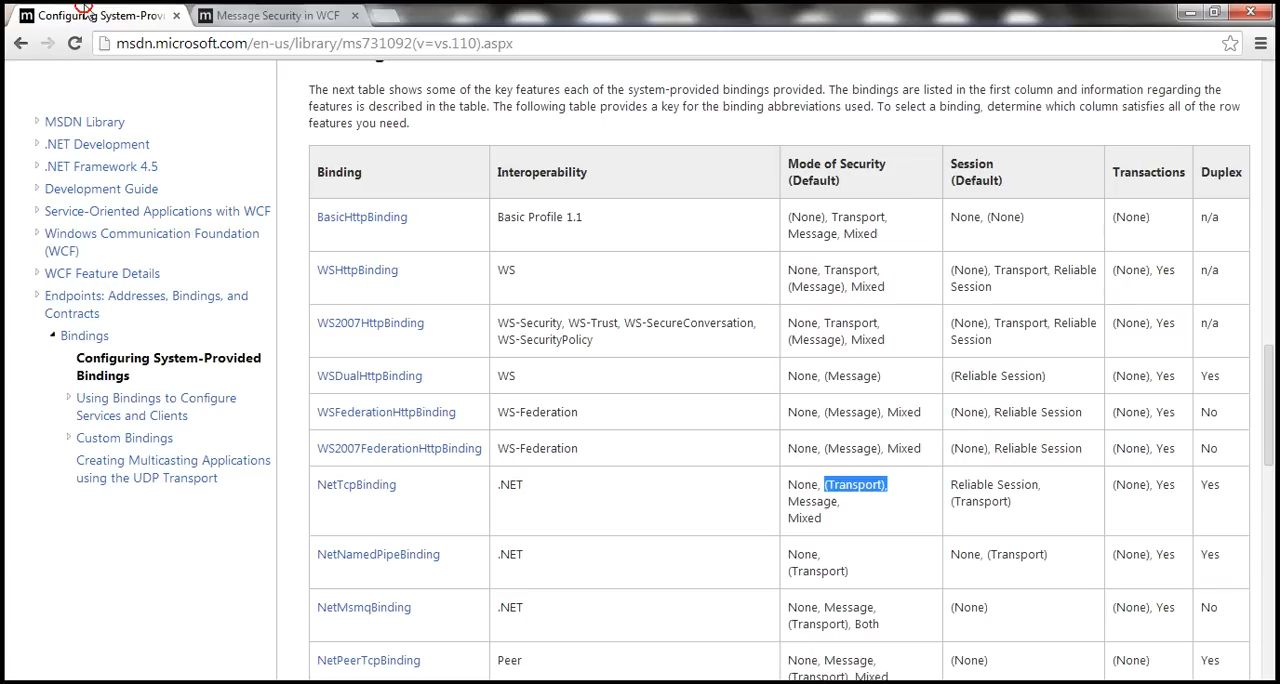 Configuring System-Prov
Message Security in WCF
msdn.microsoft.com/en-us/library/ms731092(v=vs.110).aspx
MSDN Library
.NET Development
.NET Framework 4.5
Development Guide
Service-Oriented Applications with WCF
Windows Communication Foundation
(WCF)
WCF Feature Details
Endpoints: Addresses, Bindings, and
Contracts
Bindings
Configuring System-Provided
Bindings
Using Bindings to Configure
Services and Clients
Custom Bindings
Creating Multicasting Applications
using the UDP Transport
The next table shows some of the key features each of the system-provided bindings provided. The bindings are listed in the first column and information regarding the
features is described in the table. The following table provides a key for the binding abbreviations used. To select a binding, determine which column satisfies all of the row
features you need.
Binding Interoperability Mode of Security (Default) Session (Default) Transactions Duplex
BasicHttpBinding Basic Profile 1.1 (None), Transport, None, (None) (None) n/a
Message, Mixed
WSHttpBinding WS None, Transport, (None), Transport, Reliable (None), Yes n/a
(Message), Mixed Session
WS2007HttpBinding WS-Security, WS-Trust, WS-SecureConversation, None, Transport, (None), Transport, Reliable (None), Yes n/a
WS-SecurityPolicy (Message), Mixed Session
WSDualHttpBinding WS None, (Message) (Reliable Session) (None), Yes Yes
WSFederationHttpBinding WS-Federation None, (Message), Mixed (None), Reliable Session (None), Yes No
WS2007FederationHttpBinding WS-Federation None, (Message), Mixed (None), Reliable Session (None), Yes No
NetTcpBinding .NET None, (Transport), Reliable Session, (None), Yes Yes
Message, (Transport)
Mixed
NetNamedPipeBinding .NET None, None, (Transport) (None), Yes Yes
(Transport)
NetMsmqBinding .NET None, Message, (None) (None), Yes No
(Transport), Both
NetPeerTcpBinding Peer None, Message, (None) (None) Yes
(Transport), Mixed